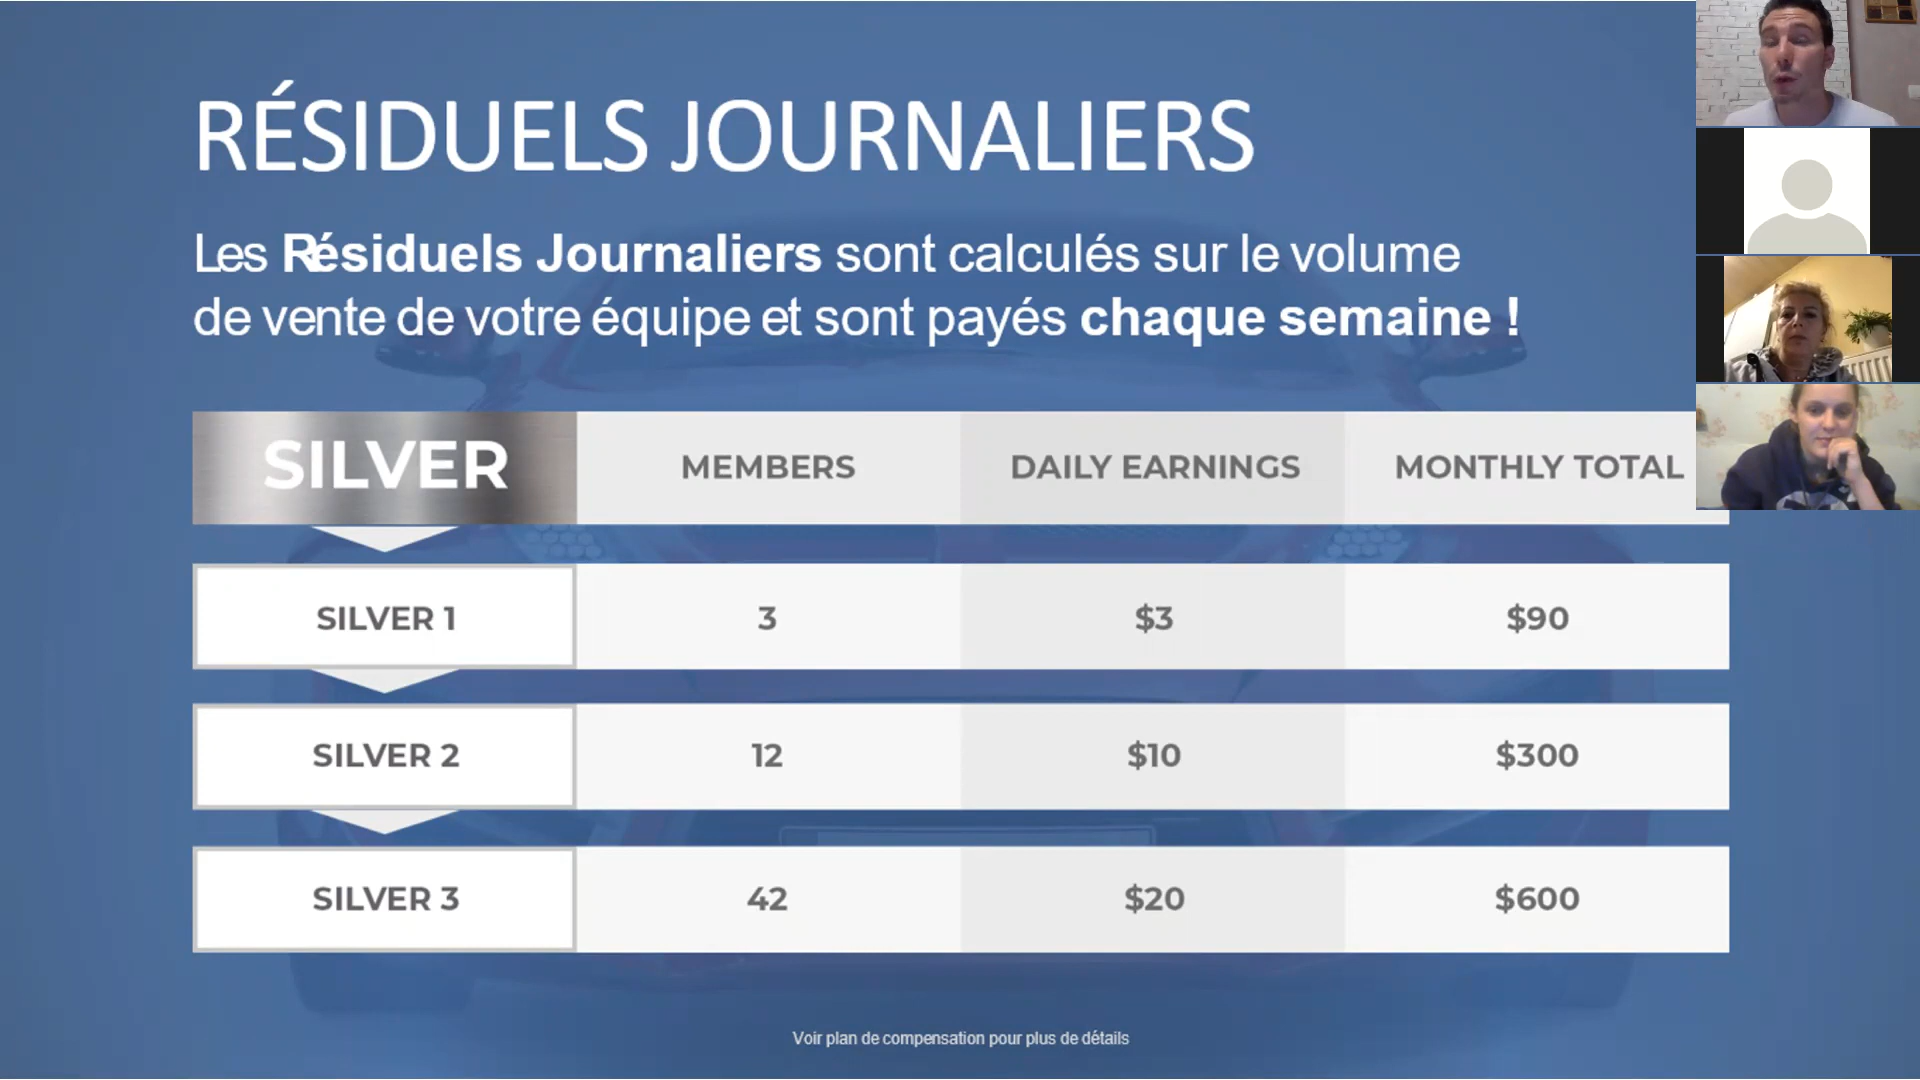 RÉSIDUELS JOURNALIERS
Les Résiduels Journaliers sont calculés sur le volume
de vente de votre équipe et sont payés chaque semaine !
SILVER MEMBERS DAILY EARNINGS MONTHLY TOTAL
SILVER 1 3 $3 $90
SILVER 2 12 $10 $300
SILVER 3 42 $20 $600
Voir plan de compensation pour plus de détails